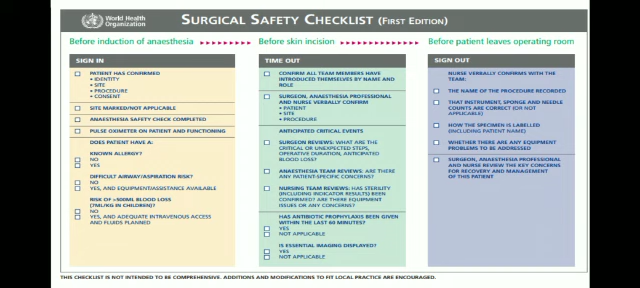 World Health
Organization
SURGICAL SAFETY CHECKLIST (FIRST EDITION)
Before induction of anaesthesia
Before skin incision
Before patient leaves operating room
SIGN IN
PATIENT HAS CONFIRMED
• IDENTITY
• SITE
• PROCEDURE
• CONSENT
SITE MARKED/NOT APPLICABLE
ANAESTHESIA SAFETY CHECK COMPLETED
PULSE OXIMETER ON PATIENT AND FUNCTIONING
DOES PATIENT HAVE A:
KNOWN ALLERGY?
NO
YES
DIFFICULT AIRWAY/ASPIRATION RISK?
NO
YES, AND EQUIPMENT/ASSISTANCE AVAILABLE
RISK OF >500ML BLOOD LOSS
(7ML/KG IN CHILDREN)?
NO
YES, AND ADEQUATE INTRAVENOUS ACCESS
AND FLUIDS PLANNED
TIME OUT
CONFIRM ALL TEAM MEMBERS HAVE
INTRODUCED THEMSELVES BY NAME AND
ROLE
SURGEON, ANAESTHESIA PROFESSIONAL
AND NURSE VERBALLY CONFIRM
• PATIENT
• SITE
• PROCEDURE
ANTICIPATED CRITICAL EVENTS
SURGEON REVIEWS: WHAT ARE THE
CRITICAL OR UNEXPECTED STEPS,
OPERATIVE DURATION, ANTICIPATED
BLOOD LOSS?
ANAESTHESIA TEAM REVIEWS: ARE THERE
ANY PATIENT-SPECIFIC CONCERNS?
NURSING TEAM REVIEWS: HAS STERILITY
(INCLUDING INDICATOR RESULTS) BEEN
CONFIRMED? ARE THERE EQUIPMENT
ISSUES OR ANY CONCERNS?
HAS ANTIBIOTIC PROPHYLAXIS BEEN GIVEN
WITHIN THE LAST 60 MINUTES?
YES
NOT APPLICABLE
IS ESSENTIAL IMAGING DISPLAYED?
YES
NOT APPLICABLE
SIGN OUT
NURSE VERBALLY CONFIRMS WITH THE
TEAM:
THE NAME OF THE PROCEDURE RECORDED
THAT INSTRUMENT, SPONGE AND NEEDLE
COUNTS ARE CORRECT (OR NOT
APPLICABLE)
HOW THE SPECIMEN IS LABELLED
(INCLUDING PATIENT NAME)
WHETHER THERE ARE ANY EQUIPMENT
PROBLEMS TO BE ADDRESSED
SURGEON, ANAESTHESIA PROFESSIONAL
AND NURSE REVIEW THE KEY CONCERNS
FOR RECOVERY AND MANAGEMENT
OF THIS PATIENT
THIS CHECKLIST IS NOT INTENDED TO BE COMPREHENSIVE. ADDITIONS AND MODIFICATIONS TO FIT LOCAL PRACTICE ARE ENCOURAGED.